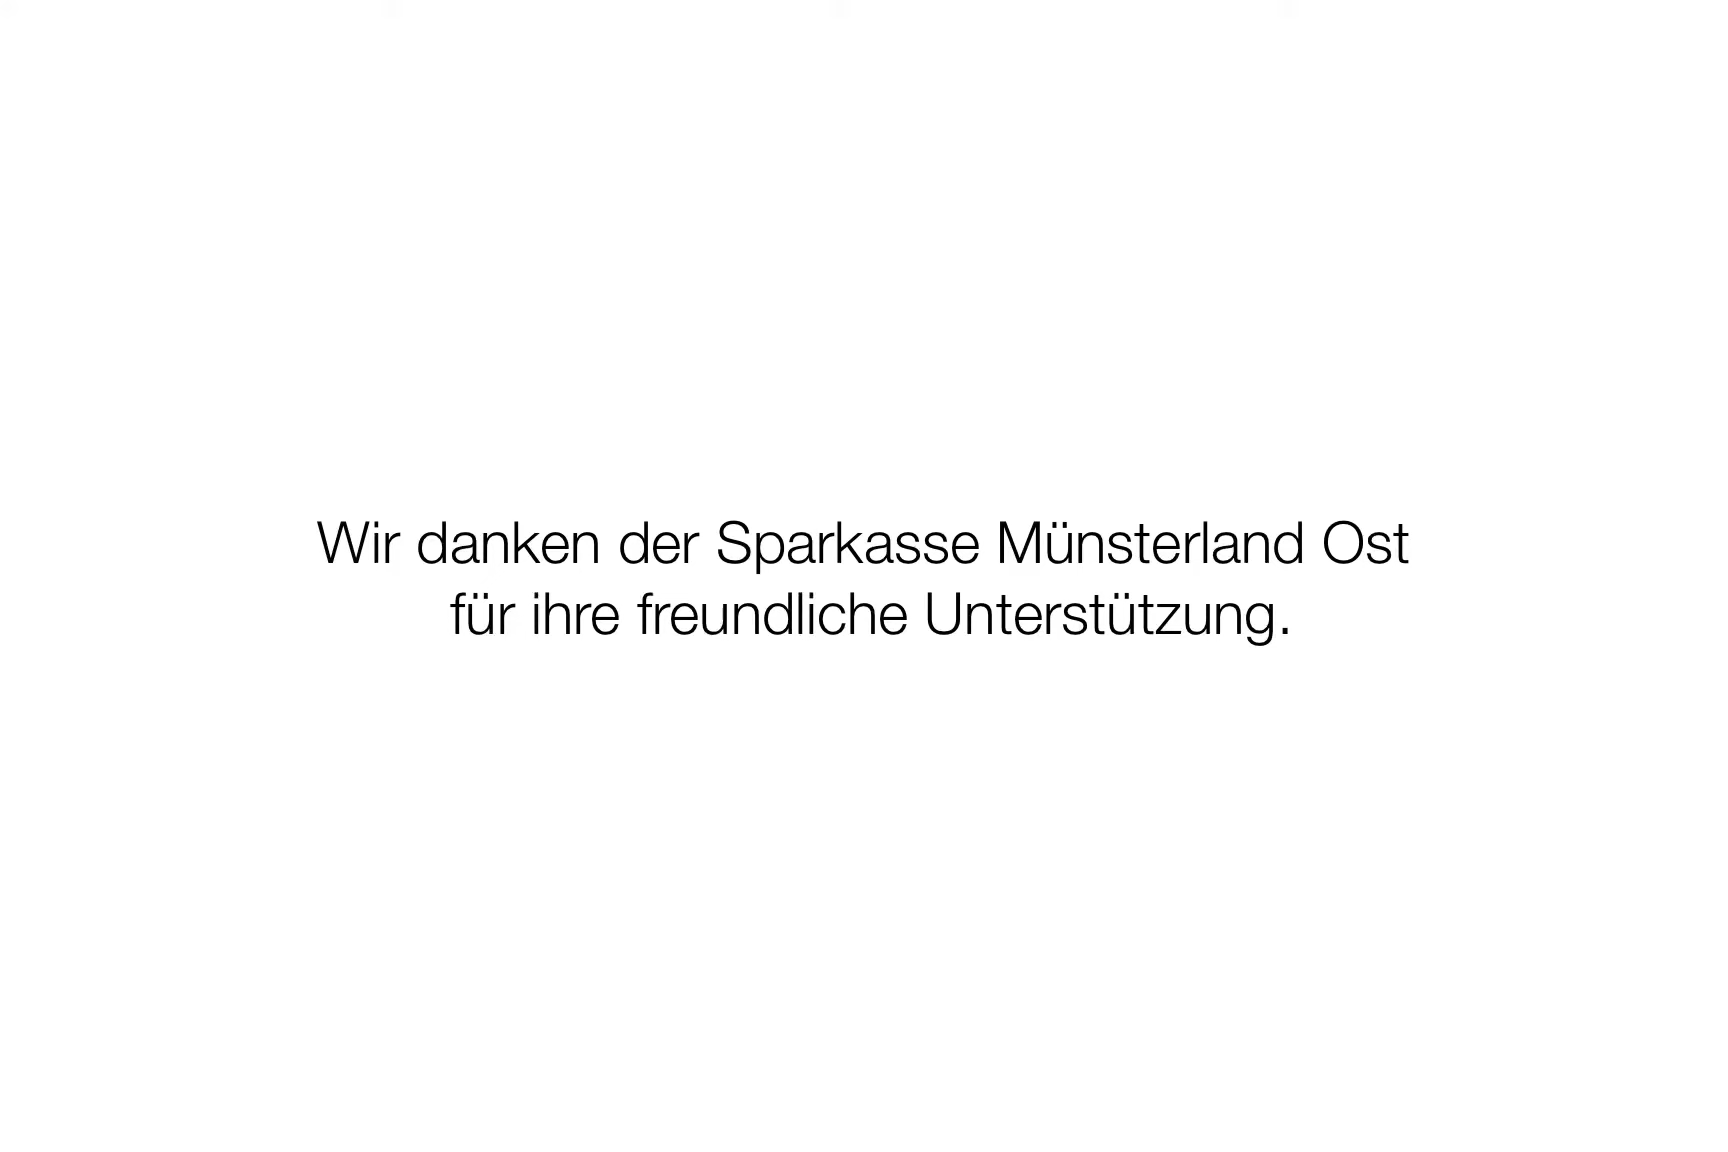 Wir danken der Sparkasse Münsterland Ost
für ihre freundliche Unterstützung.